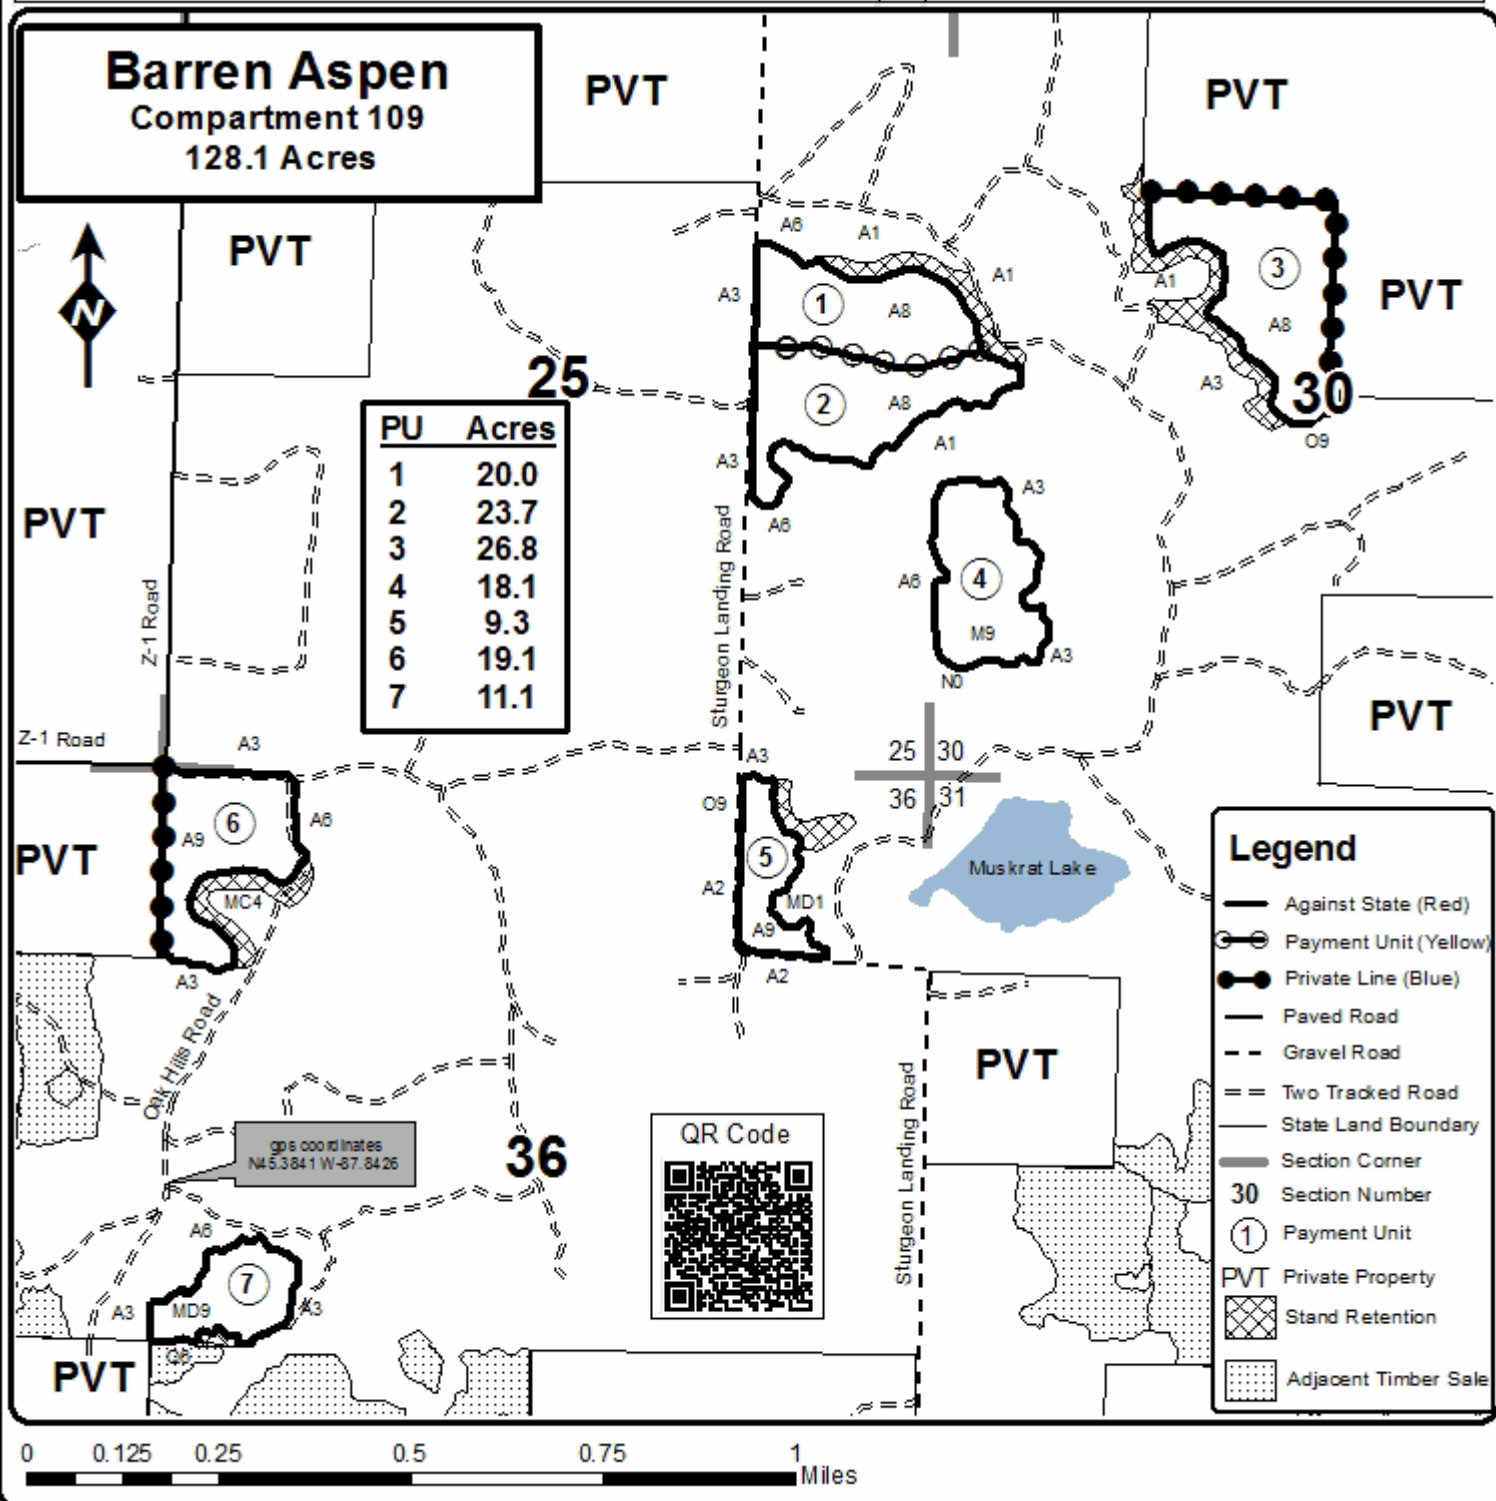 Barren Aspen
Compartment 109
128.1 Acres
PVT
PVT
PVT
PVT
PVT
PVT
PVT
PVT
PVT
N
A6
A1
A3
1
A8
A1
2
A8
A3
A1
A6
A1
3
A8
A3
30
O9
25
PU Acres
1 20.0
2 23.7
3 26.8
4 18.1
5 9.3
6 19.1
7 11.1
A3
A6
4
M9
A3
N0
Z-1 Road
Z-1 Road
Sturgeon Landing Road
A3
A9
6
A6
MC4
A3
Oak Hills Road
A3
O9
5
A2
MD1
A9
A2
25 30
36 31
Muskrat Lake
gps coordinates
N45.3841 W-87.8426
36
QR Code
Sturgeon Landing Road
A6
A3
MD9
7
A3
Legend
Against State (Red)
Payment Unit (Yellow)
Private Line (Blue)
Paved Road
Gravel Road
Two Tracked Road
State Land Boundary
Section Corner
30 Section Number
1 Payment Unit
PVT Private Property
Stand Retention
Adjacent Timber Sale
0 0.125 0.25 0.5 0.75 1
Miles